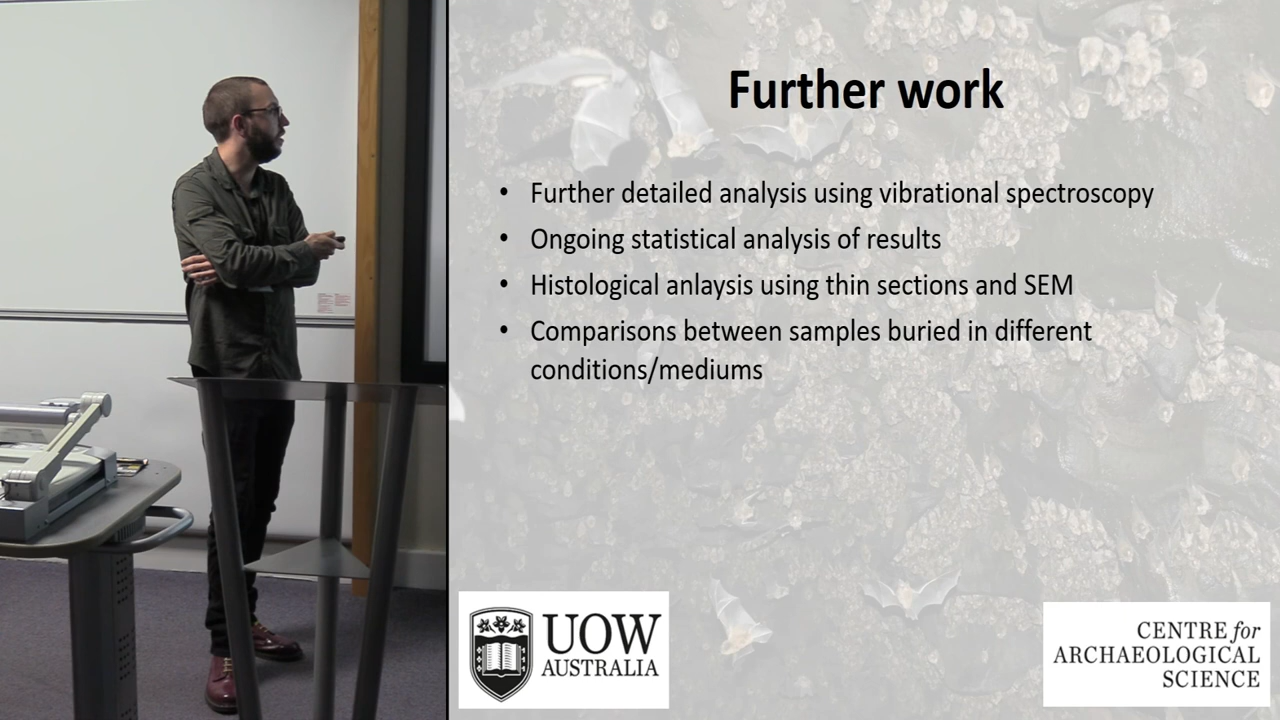 Further work
• Further detailed analysis using vibrational spectroscopy
• Ongoing statistical analysis of results
• Histological anlaysis using thin sections and SEM
• Comparisons between samples buried in different
conditions/mediums
UOW
AUSTRALIA
CENTRE for
ARCHAEOLOGICAL
SCIENCE